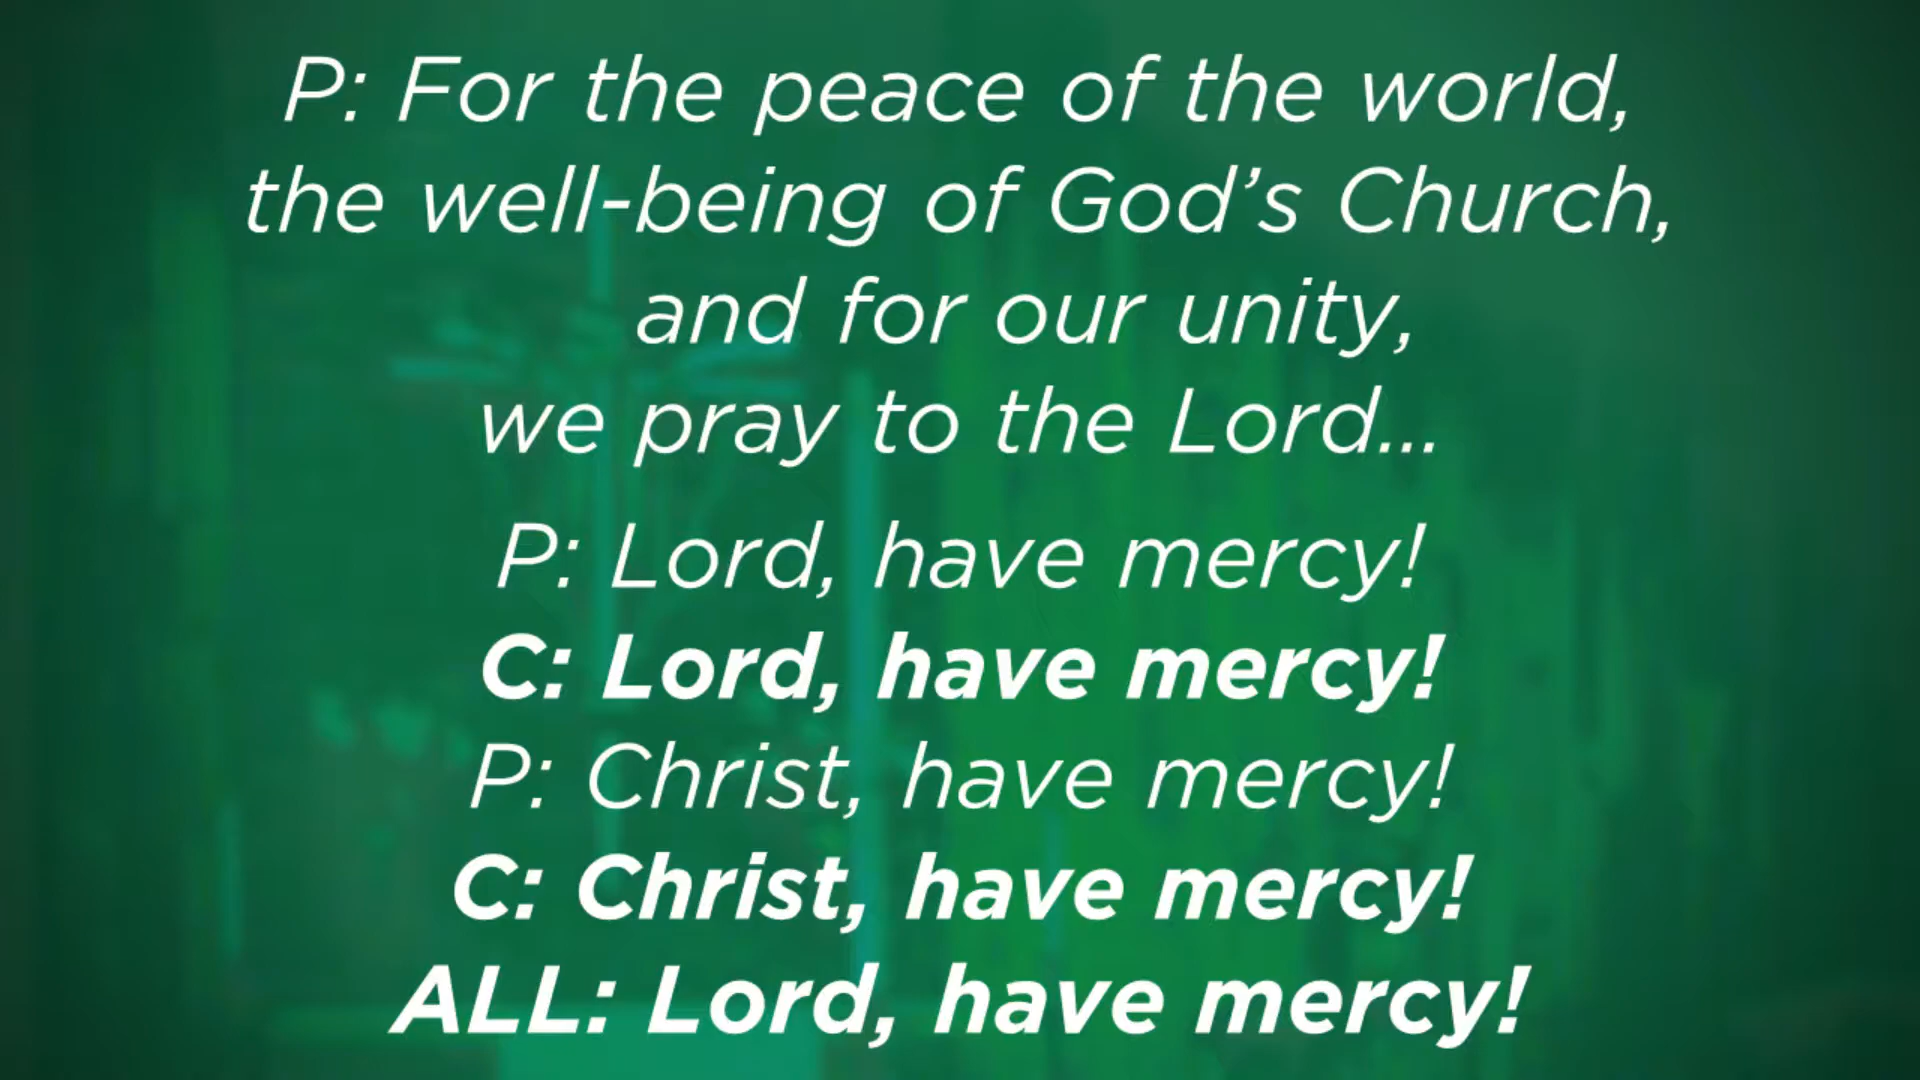 P: For the peace of the world,
the well-being of God’s Church,
and for our unity,
we pray to the Lord...
P: Lord, have mercy!
C: Lord, have mercy!
P: Christ, have mercy!
C: Christ, have mercy!
ALL: Lord, have mercy!